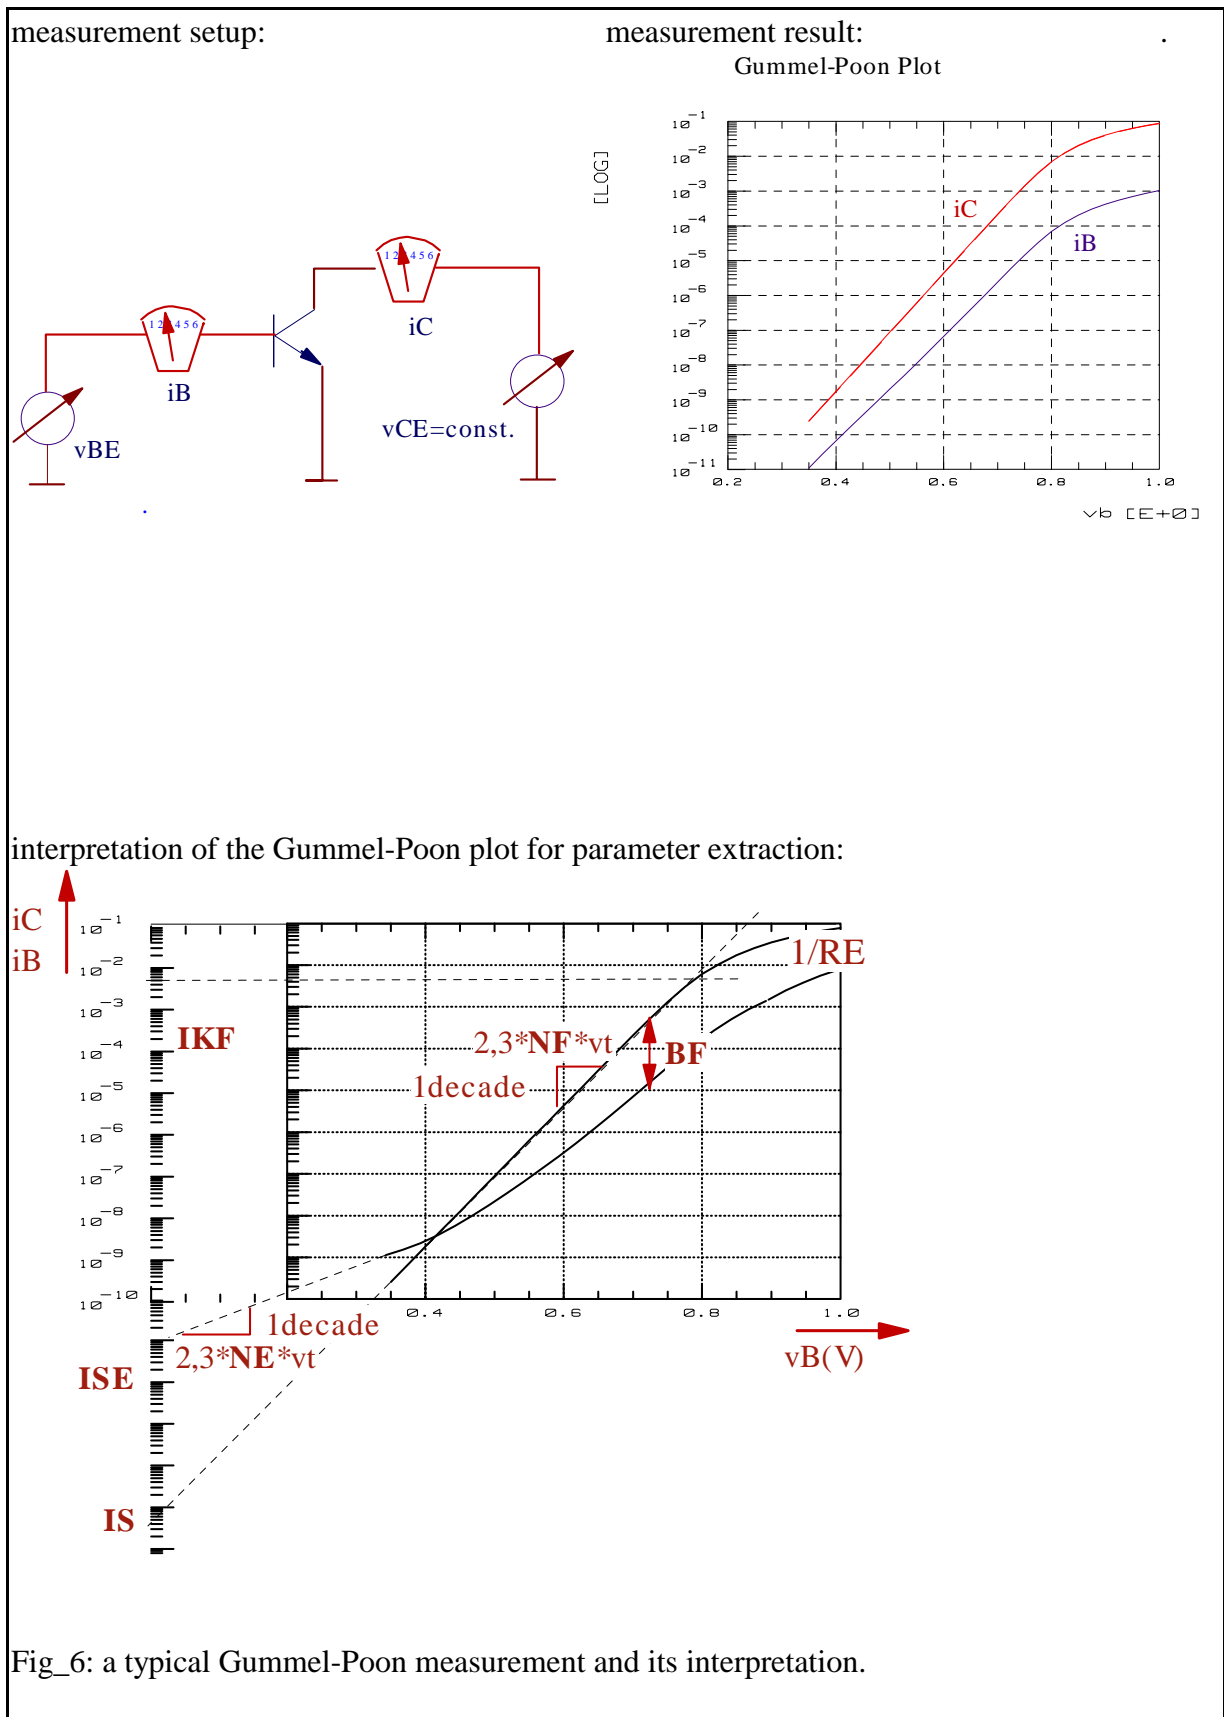 measurement setup:
measurement result:
.
Gummel-Poon Plot
[LOG]
10^-1
10^-2
10^-3
10^-4
10^-5
10^-6
10^-7
10^-8
10^-9
10^-10
10^-11
iC
iB
0.2 0.4 0.6 0.8 1.0
vb [E+0]
456
iC
456
iB
vBE
vCE=const.
.
interpretation of the Gummel-Poon plot for parameter extraction:
iC
iB
10^-1
10^-2
10^-3
10^-4
10^-5
10^-6
10^-7
10^-8
10^-9
10^-10
1/RE
IKF
2,3*NF*vt
BF
1decade
0.4 0.6 0.8 1.0
1decade
2,3*NE*vt
vB(V)
ISE
IS
Fig_6: a typical Gummel-Poon measurement and its interpretation.